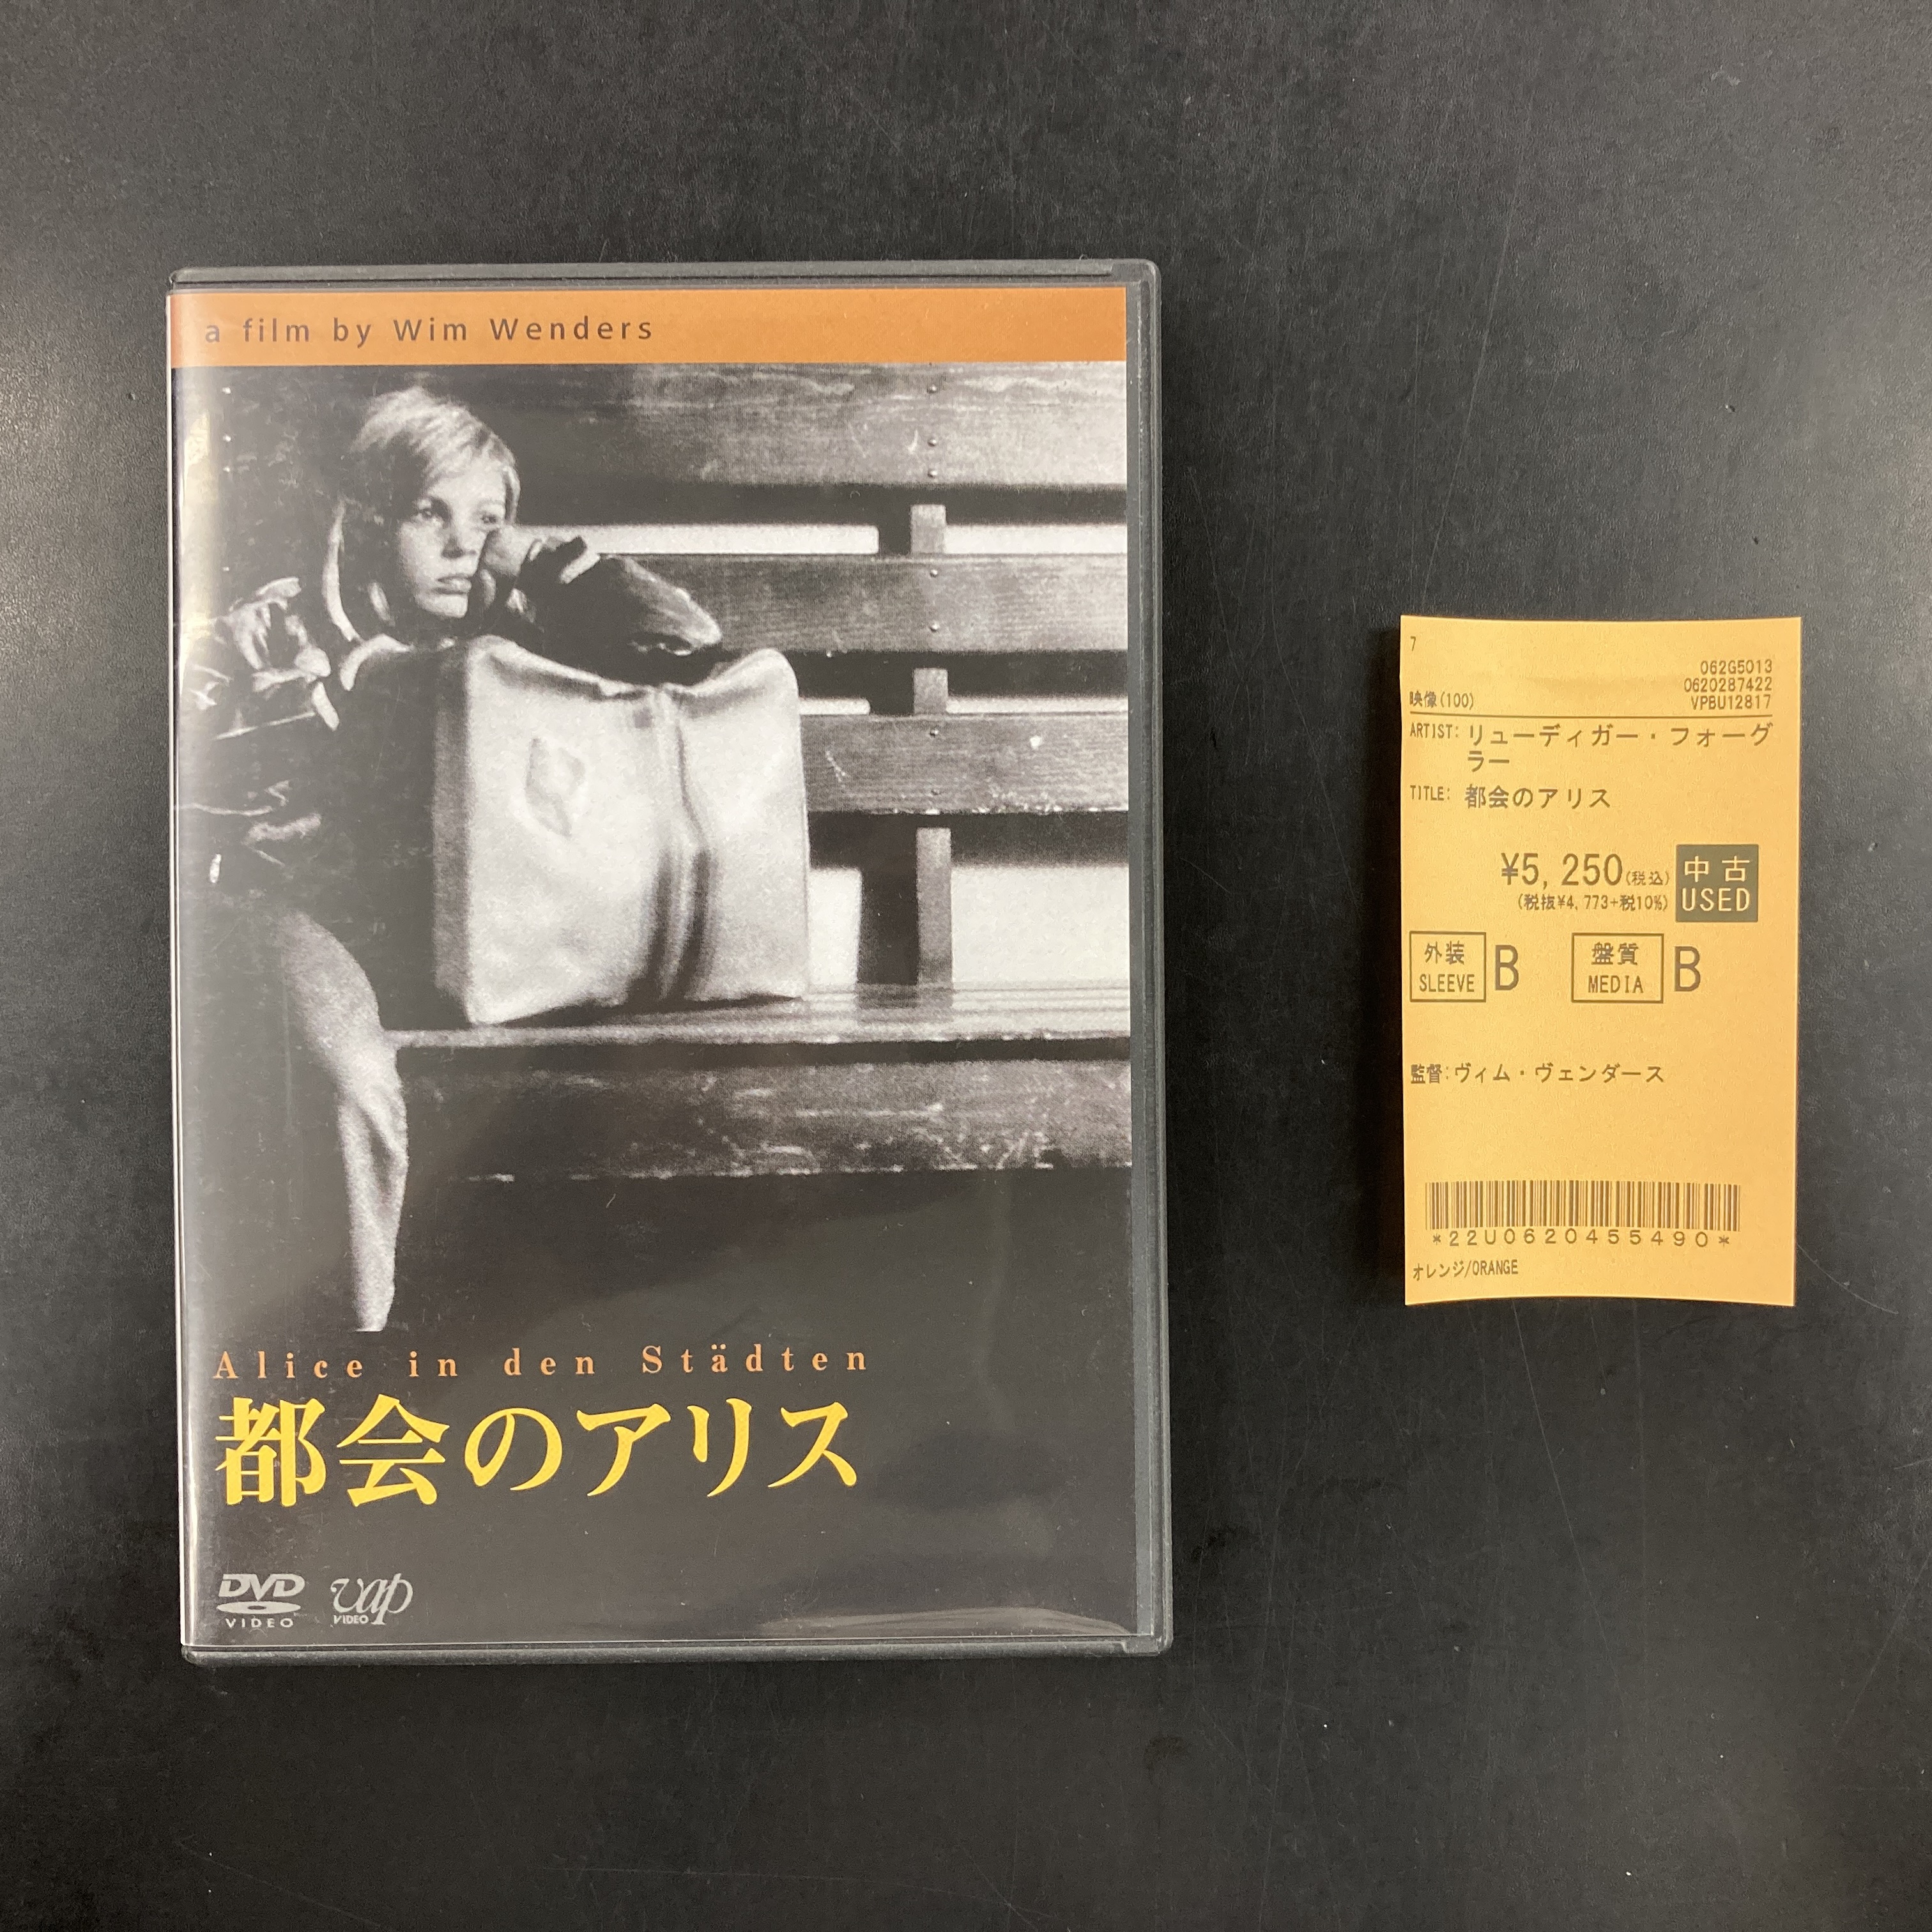 a film by Wim Wenders
Alice in den Städten
都会のアリス
DVD
VIDEO
vap
VIDEO
7
062G5013
0620287422
映像(100)
VPBU12817
ARTIST: リューディガー・フォーグ
ラー
TITLE: 都会のアリス
¥5,250(税込)
(税抜¥4,773+税10%)
中古
USED
外装
SLEEVE
B
盤質
MEDIA
B
監督:ヴィム・ヴェンダース
*22U0620455490*
オレンジ/ORANGE